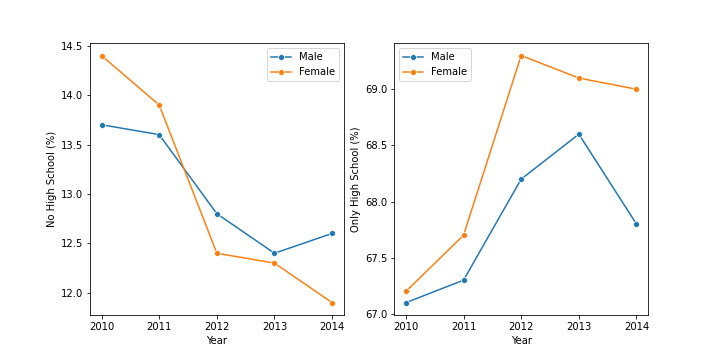 No High School (%)
14.5
14.0
13.5
13.0
12.5
12.0
2010 2011 2012 2013 2014
Year
Male
Female
Only High School (%)
69.0
68.5
68.0
67.5
67.0
2010 2011 2012 2013 2014
Year
Male
Female